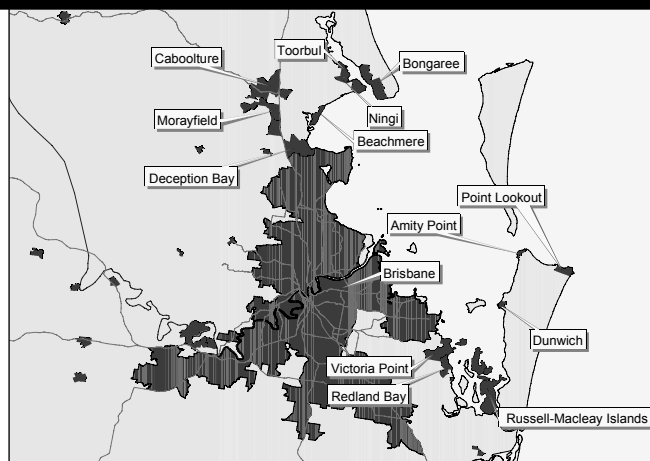 Toorbul
Caboolture
Bongaree
Morayfield
Ningi
Beachmere
Deception Bay
Point Lookout
Amity Point
Brisbane
Dunwich
Victoria Point
Redland Bay
Russell-Macleay Islands